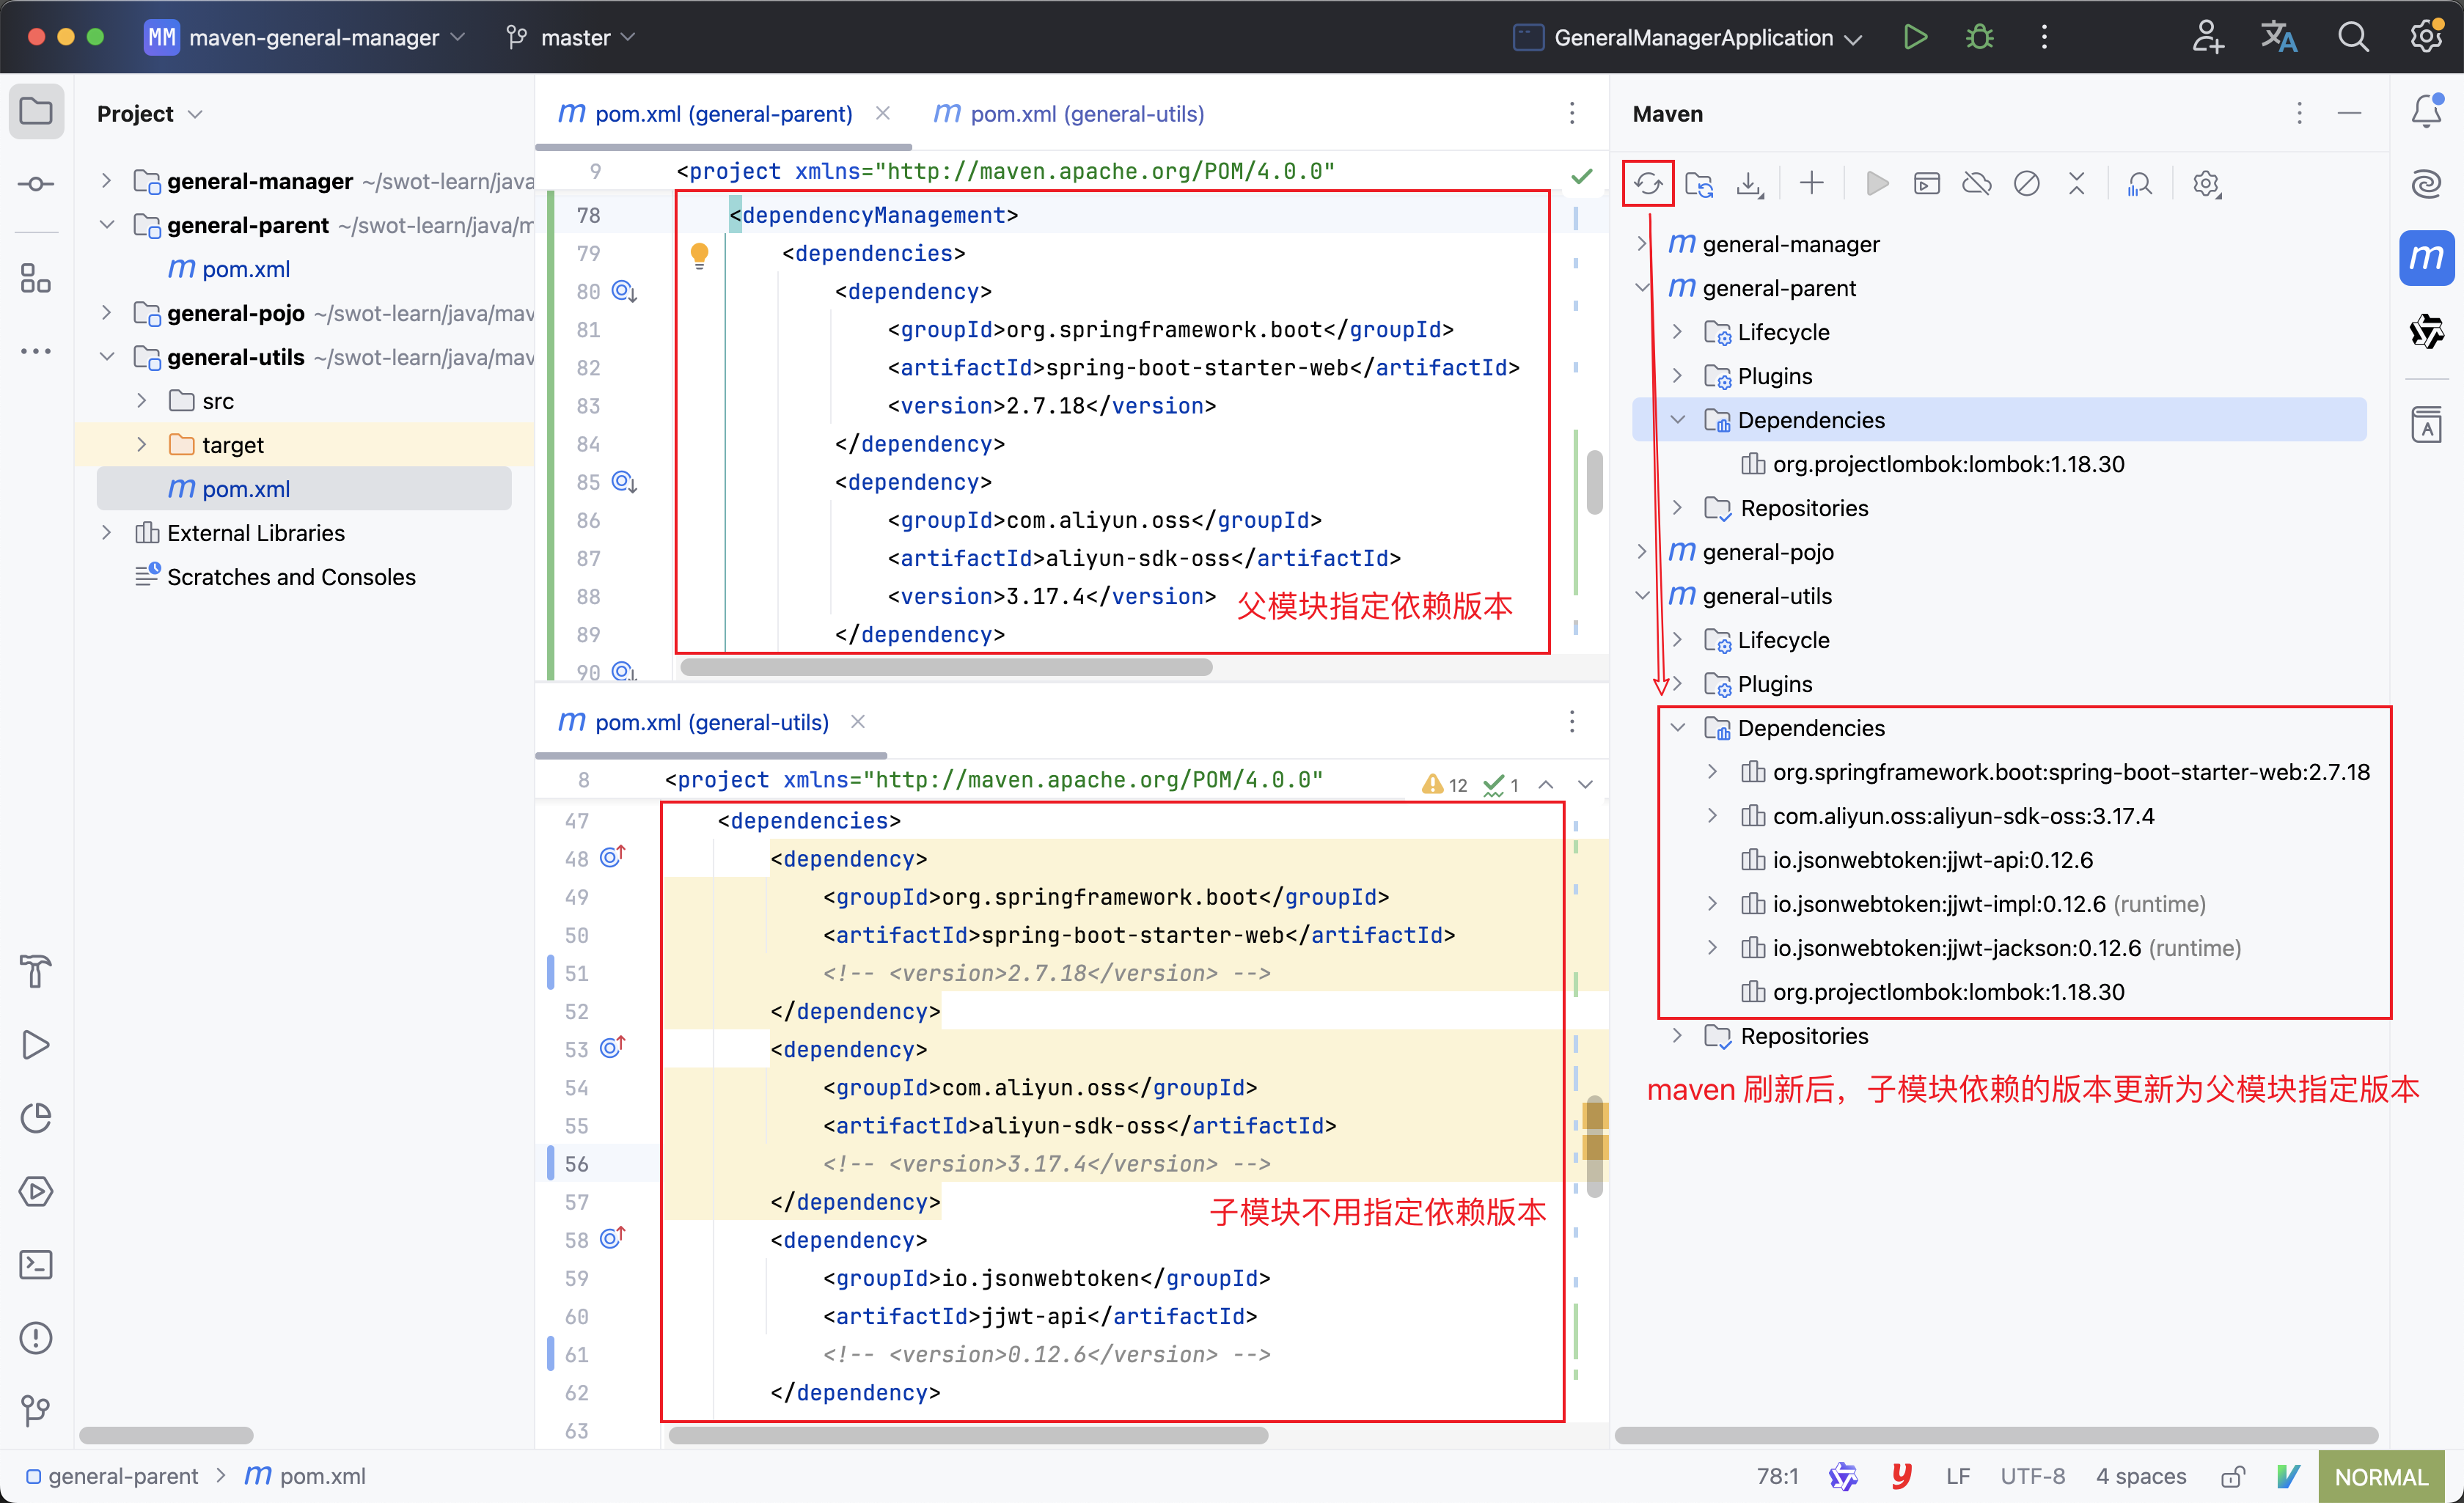 MM maven-general-manager master GeneralManagerApplication
Project
general-manager ~/swot-learn/java
general-parent ~/swot-learn/java/m
m pom.xml
general-pojo ~/swot-learn/java/mav
general-utils ~/swot-learn/java/mav
src
target
m pom.xml
External Libraries
Scratches and Consoles
m pom.xml (general-parent) m pom.xml (general-utils)
9 <project xmlns="http://maven.apache.org/POM/4.0.0"
78 <dependencyManagement>
79 <dependencies>
80 <dependency>
81 <groupId>org.springframework.boot</groupId>
82 <artifactId>spring-boot-starter-web</artifactId>
83 <version>2.7.18</version>
84 </dependency>
85 <dependency>
86 <groupId>com.aliyun.oss</groupId>
87 <artifactId>aliyun-sdk-oss</artifactId>
88 <version>3.17.4</version> 父模块指定依赖版本
89 </dependency>
90
m pom.xml (general-utils)
8 <project xmlns="http://maven.apache.org/POM/4.0.0" 12 1
47 <dependencies>
48 <dependency>
49 <groupId>org.springframework.boot</groupId>
50 <artifactId>spring-boot-starter-web</artifactId>
51 <!-- <version>2.7.18</version> -->
52 </dependency>
53 <dependency>
54 <groupId>com.aliyun.oss</groupId>
55 <artifactId>aliyun-sdk-oss</artifactId>
56 <!-- <version>3.17.4</version> -->
57 </dependency>
子模块不用指定依赖版本
58 <dependency>
59 <groupId>io.jsonwebtoken</groupId>
60 <artifactId>jjwt-api</artifactId>
61 <!-- <version>0.12.6</version> -->
62 </dependency>
63
Maven
m general-manager
m general-parent
Lifecycle
Plugins
Dependencies
org.projectlombok:lombok:1.18.30
Repositories
m general-pojo
m general-utils
Lifecycle
Plugins
Dependencies
org.springframework.boot:spring-boot-starter-web:2.7.18
com.aliyun.oss:aliyun-sdk-oss:3.17.4
io.jsonwebtoken:jjwt-api:0.12.6
io.jsonwebtoken:jjwt-impl:0.12.6 (runtime)
io.jsonwebtoken:jjwt-jackson:0.12.6 (runtime)
org.projectlombok:lombok:1.18.30
Repositories
maven 刷新后，子模块依赖的版本更新为父模块指定版本
m
general-parent > m pom.xml 78:1 LF UTF-8 4 spaces NORMAL